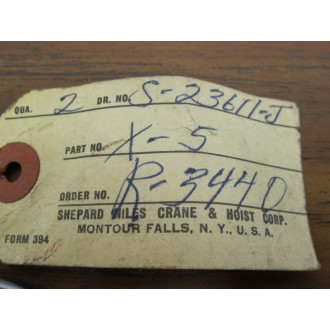 QUA. 2 DR. NO. S-23611-J
PART NO. X-5
ORDER NO. R-3440
SHEPARD NILES CRANE & HOIST CORP.
FORM 394 MONTOUR FALLS, N.Y., U.S.A.